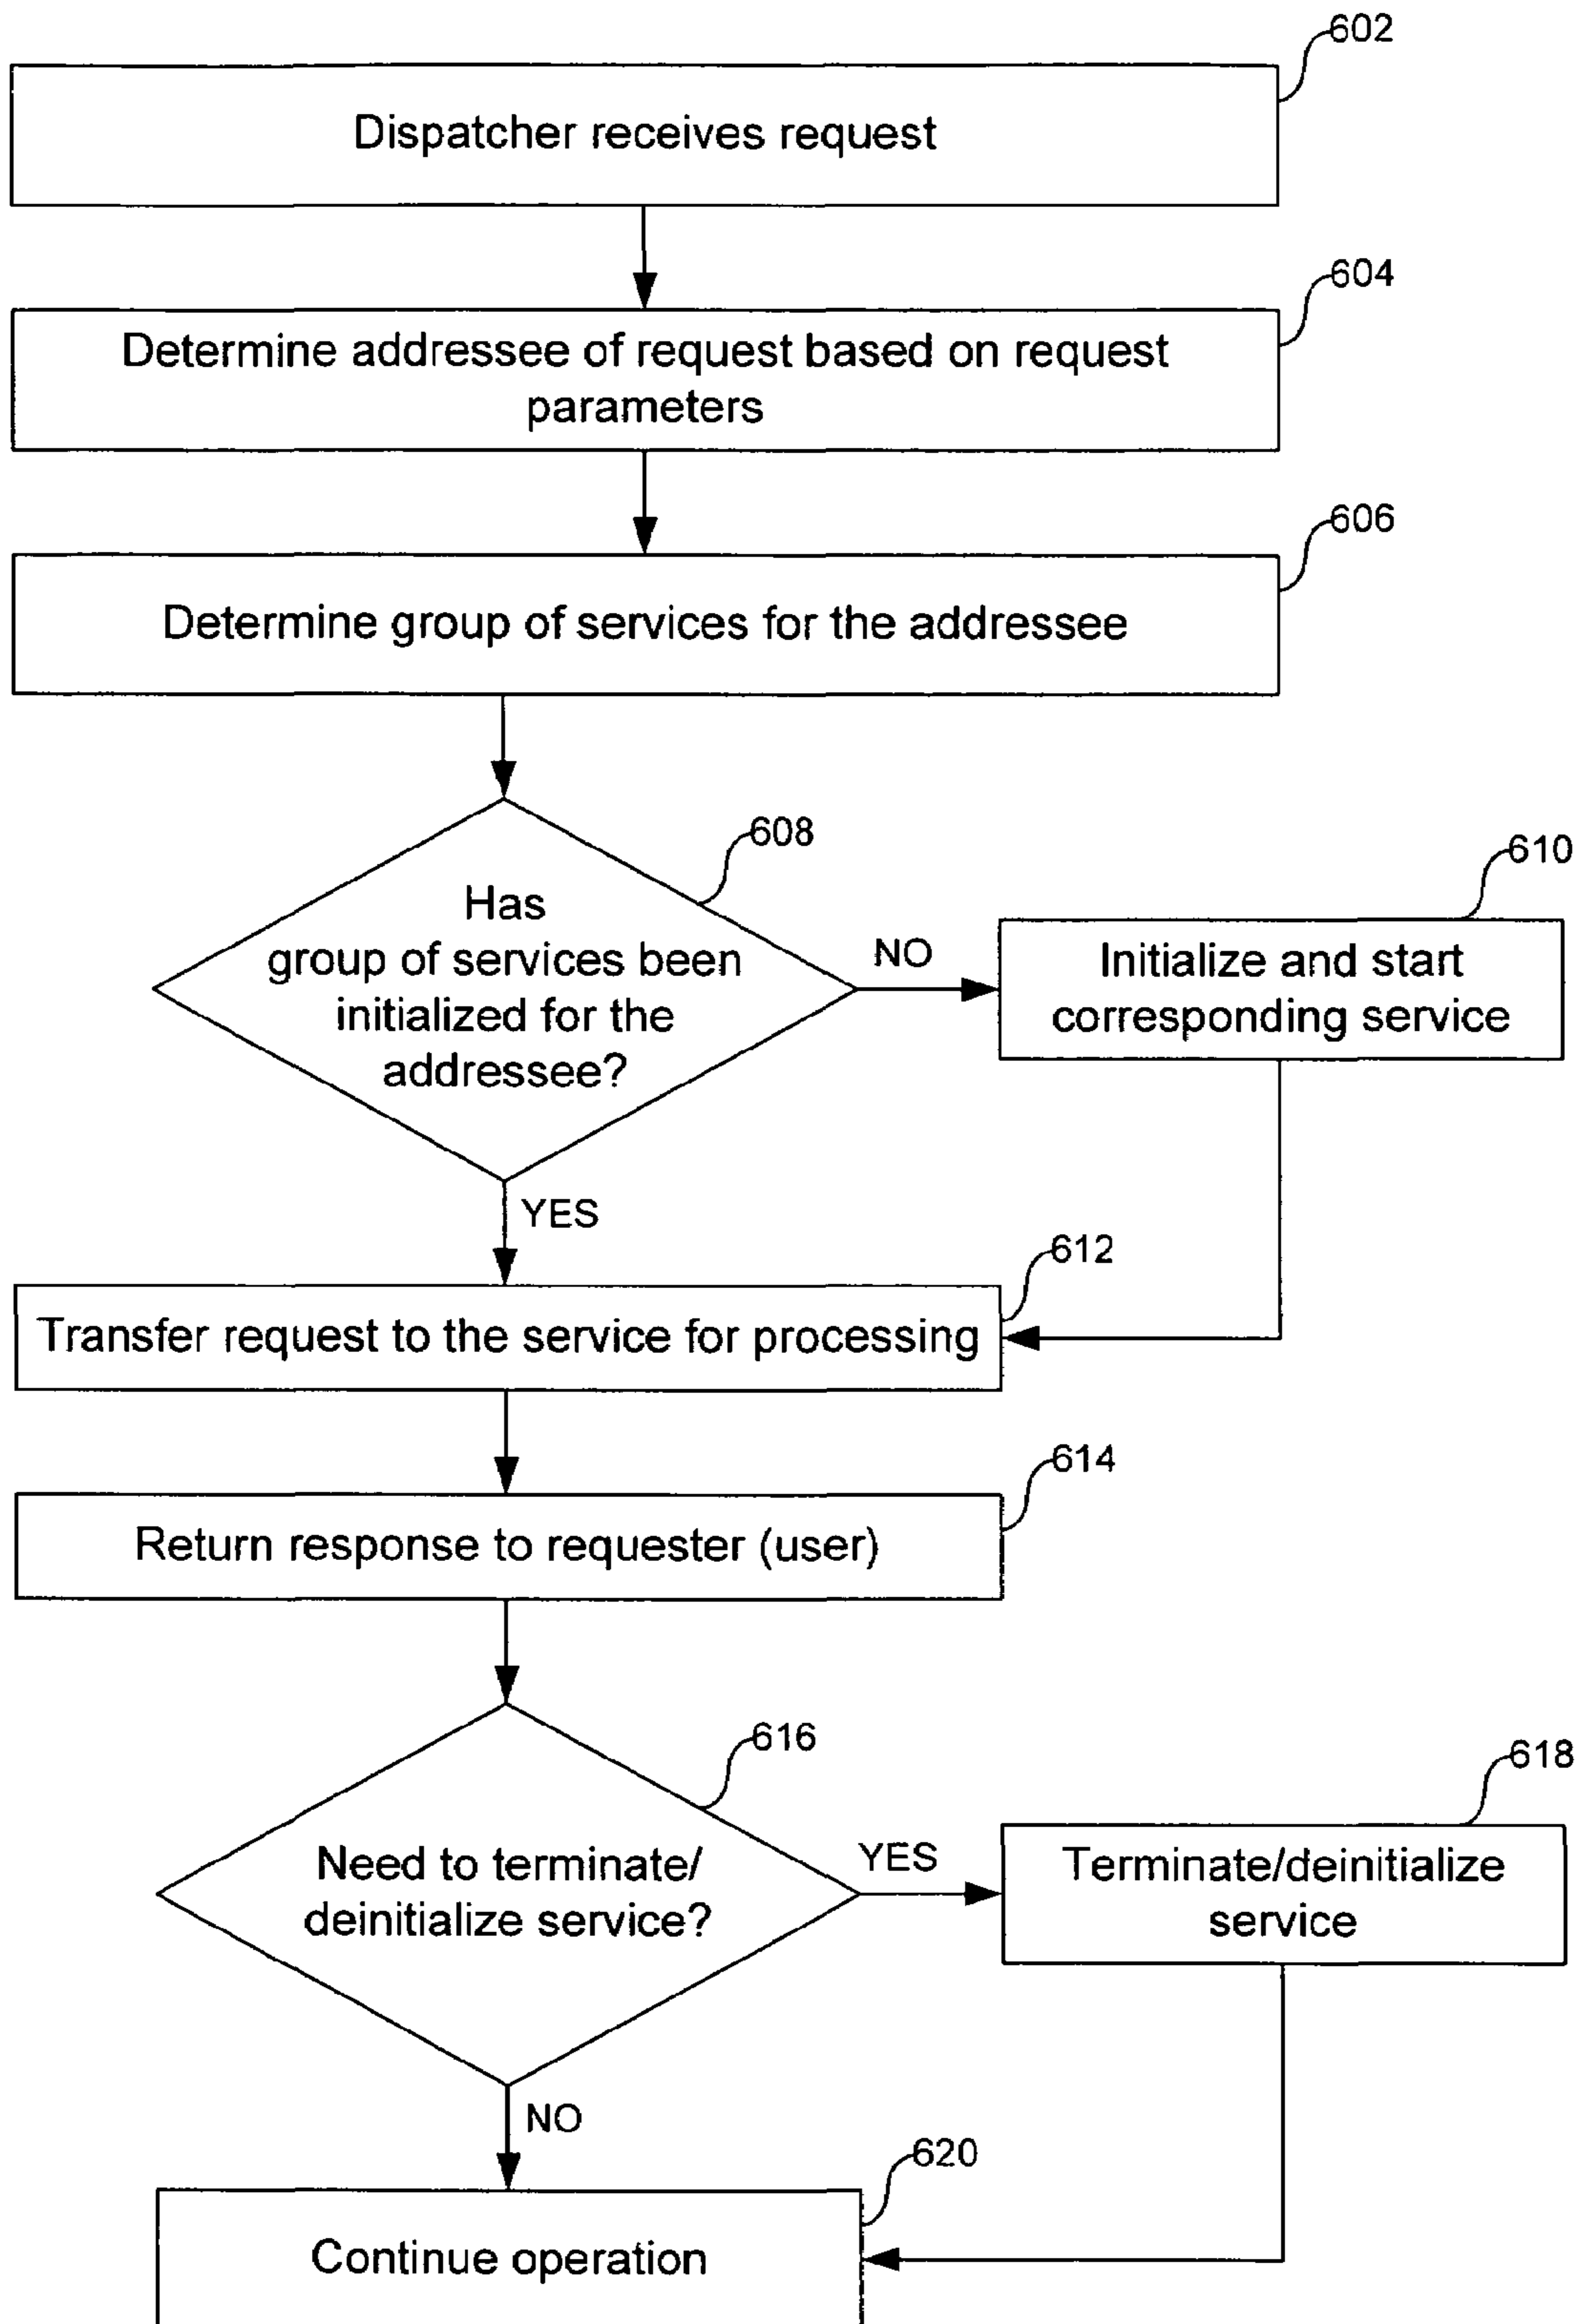 602
Dispatcher receives request
604
Determine addressee of request based on request
parameters
606
Determine group of services for the addressee
608
Has
group of services been
initialized for the
addressee?
NO
610
Initialize and start
corresponding service
YES
612
Transfer request to the service for processing
614
Return response to requester (user)
616
Need to terminate/
deinitialize service?
YES
618
Terminate/deinitialize
service
NO
620
Continue operation